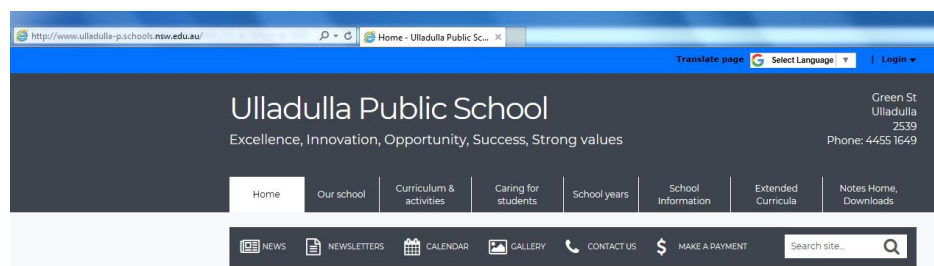 http://www.ulladulla-p.schools.nsw.edu.au/
Home - Ulladulla Public Sc...
Translate page Select Language | Login
Ulladulla Public School
Excellence, Innovation, Opportunity, Success, Strong values
Green St
Ulladulla
2539
Phone: 4455 1649
Home
Our school
Curriculum &
activities
Caring for
students
School years
School
Information
Extended
Curricula
Notes Home,
Downloads
NEWS NEWSLETTERS CALENDAR GALLERY CONTACT US MAKE A PAYMENT Search site...